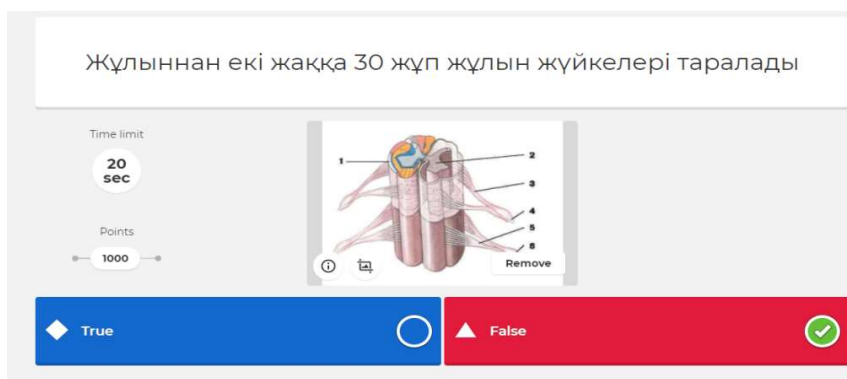 Жұлыннан екі жаққа 30 жұп жұлын жүйкелері таралады
Time limit
20
sec
Points
1000
1
2
3
4
5
6
Remove
True
False